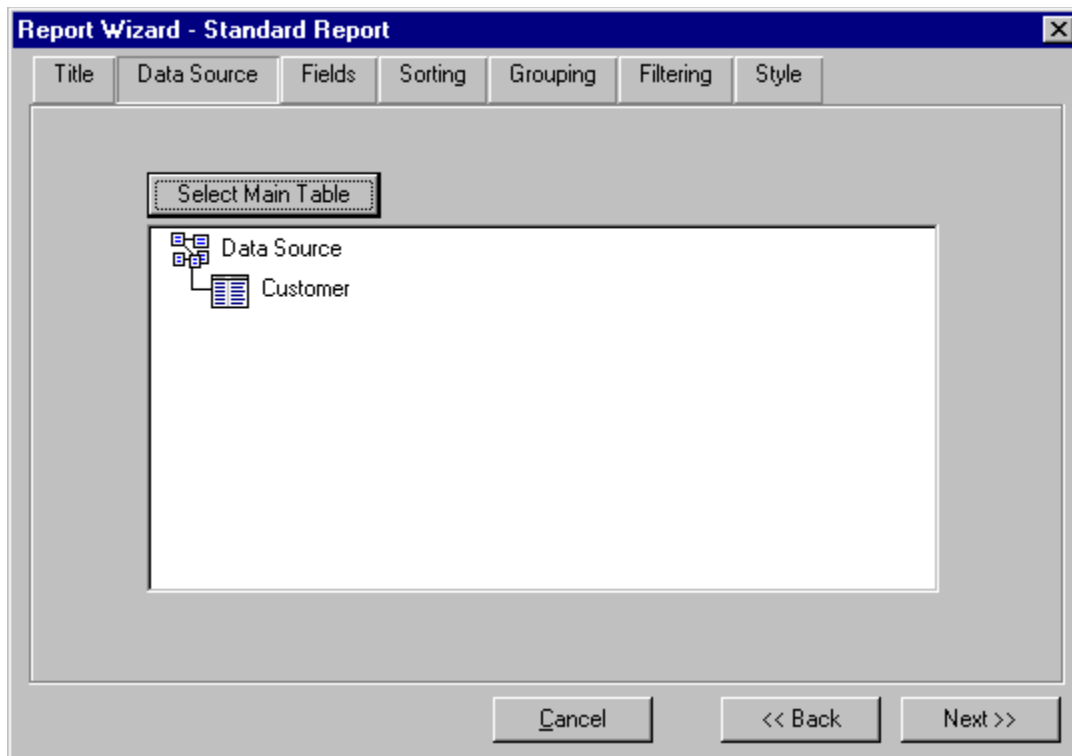 Report Wizard - Standard Report
Title Data Source Fields Sorting Grouping Filtering Style
Select Main Table
Data Source
Customer
Cancel << Back Next >>